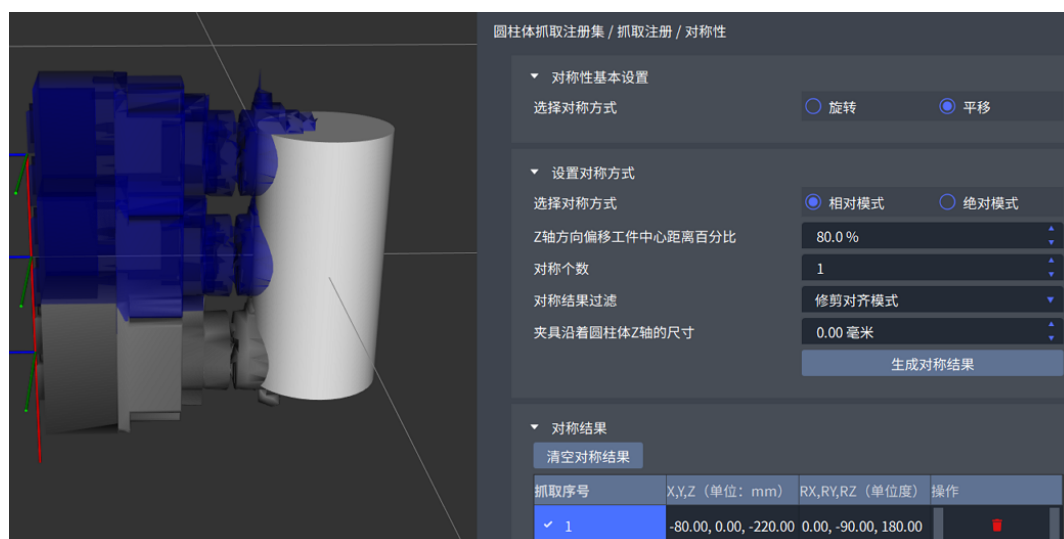 圆柱体抓取注册集 / 抓取注册 / 对称性
对称性基本设置
选择对称方式 旋转 平移
设置对称方式
选择对称方式 相对模式 绝对模式
Z轴方向偏移工件中心距离百分比 80.0 %
对称个数 1
对称结果过滤 修剪对齐模式
夹具沿着圆柱体Z轴的尺寸 0.00 毫米
生成对称结果
对称结果
清空对称结果
抓取序号 X,Y,Z（单位：mm） RX,RY,RZ（单位度） 操作
1 -80.00, 0.00, -220.00 0.00, -90.00, 180.00